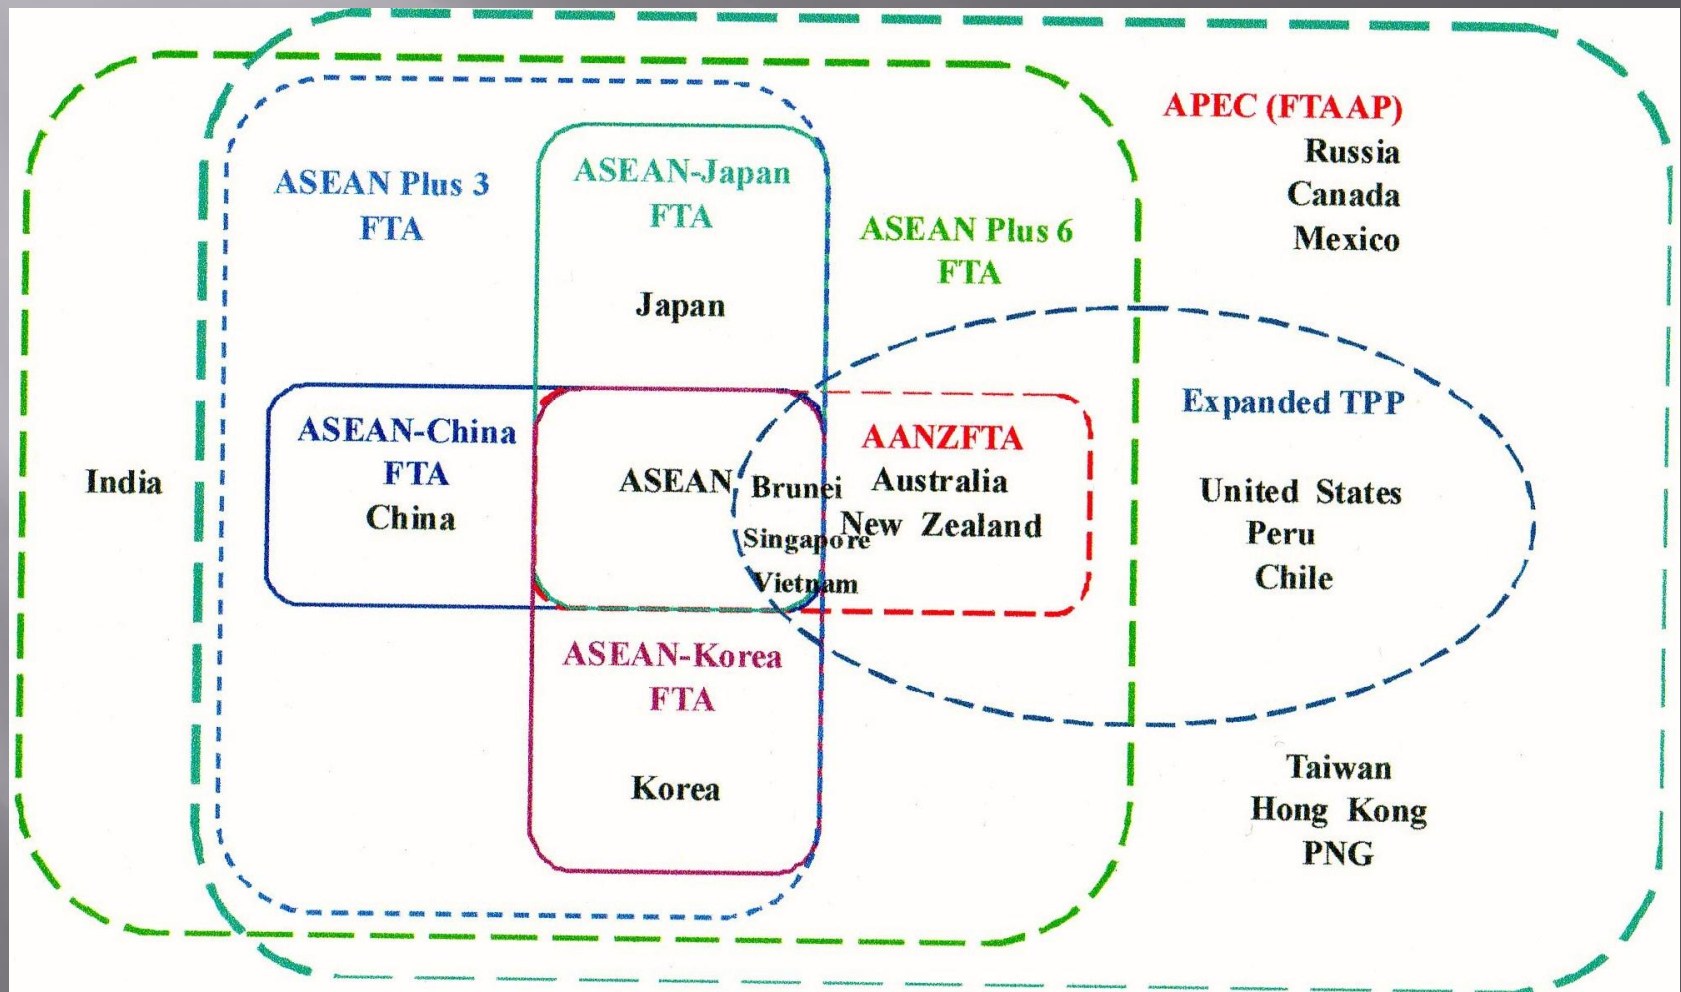 APEC (FTAAP)
Russia
Canada
Mexico
ASEAN Plus 3
FTA
ASEAN-Japan
FTA
Japan
ASEAN Plus 6
FTA
Expanded TPP
United States
Peru
Chile
India
ASEAN-China
FTA
China
ASEAN
Brunei
Singapore
Vietnam
AANZFTA
Australia
New Zealand
ASEAN-Korea
FTA
Korea
Taiwan
Hong Kong
PNG